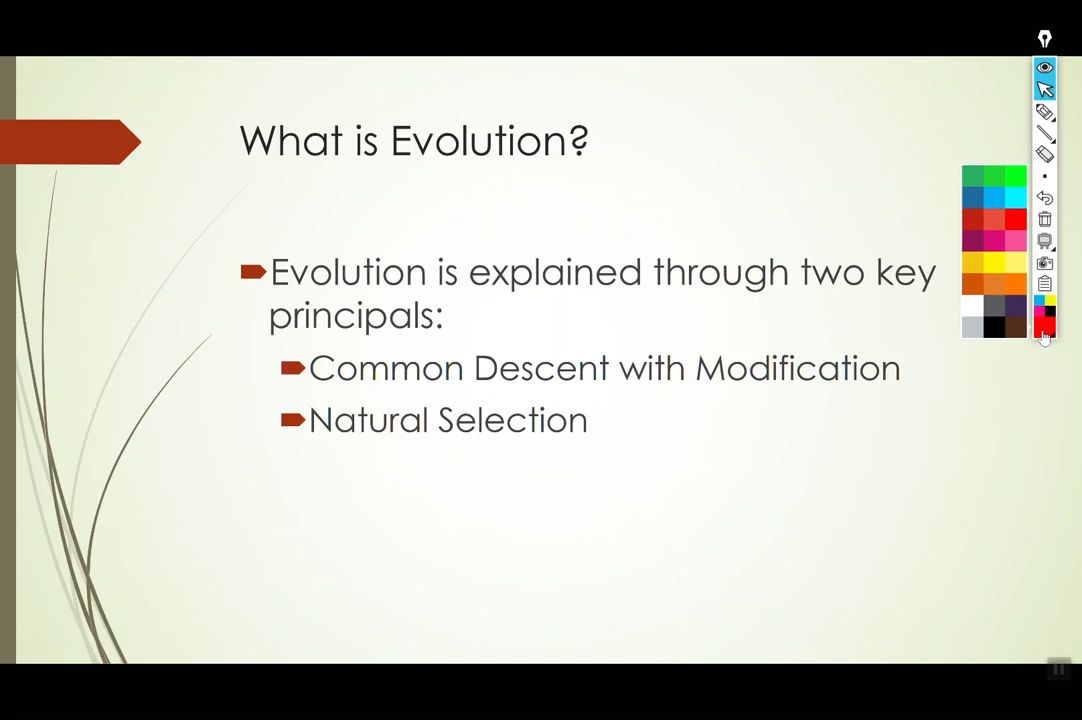 What is Evolution?
Evolution is explained through two key
principals:
Common Descent with Modification
Natural Selection